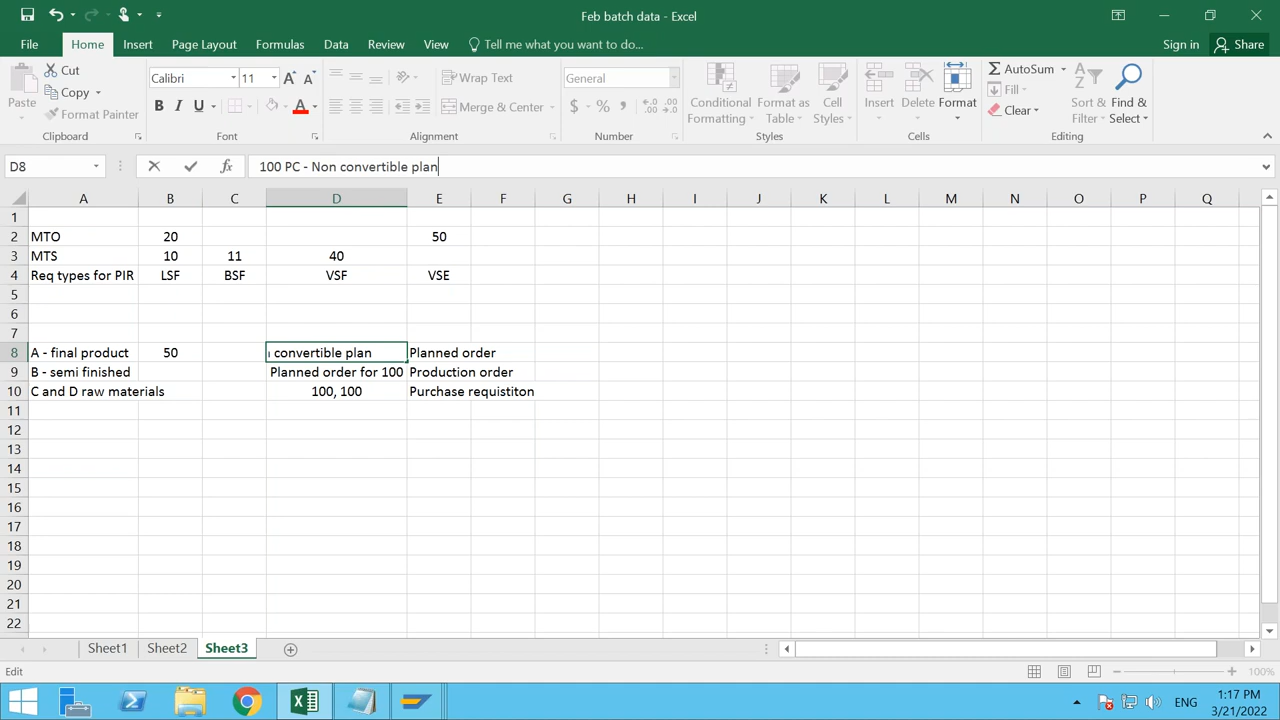 Feb batch data - Excel
File Home Insert Page Layout Formulas Data Review View Tell me what you want to do... Sign in Share
Paste Cut Copy Format Painter
Clipboard
Calibri 11
B I U A
Font
Wrap Text
Merge & Center
Alignment
General
$ % ,
Number
Conditional Formatting Format as Table Cell Styles
Styles
Insert Delete Format
Cells
AutoSum Fill Clear Sort & Filter Find & Select
Editing
D8 fx 100 PC - Non convertible plan
A B C D E F G H I J K L M N O P Q
1
2 MTO 20 50
3 MTS 10 11 40
4 Req types for PIR LSF BSF VSF VSE
5
6
7
8 A - final product 50 convertible plan Planned order
9 B - semi finished Planned order for 100 Production order
10 C and D raw materials 100, 100 Purchase requistiton
11
12
13
14
15
16
17
18
19
20
21
22
Sheet1 Sheet2 Sheet3
Edit 100%
ENG 1:17 PM
3/21/2022